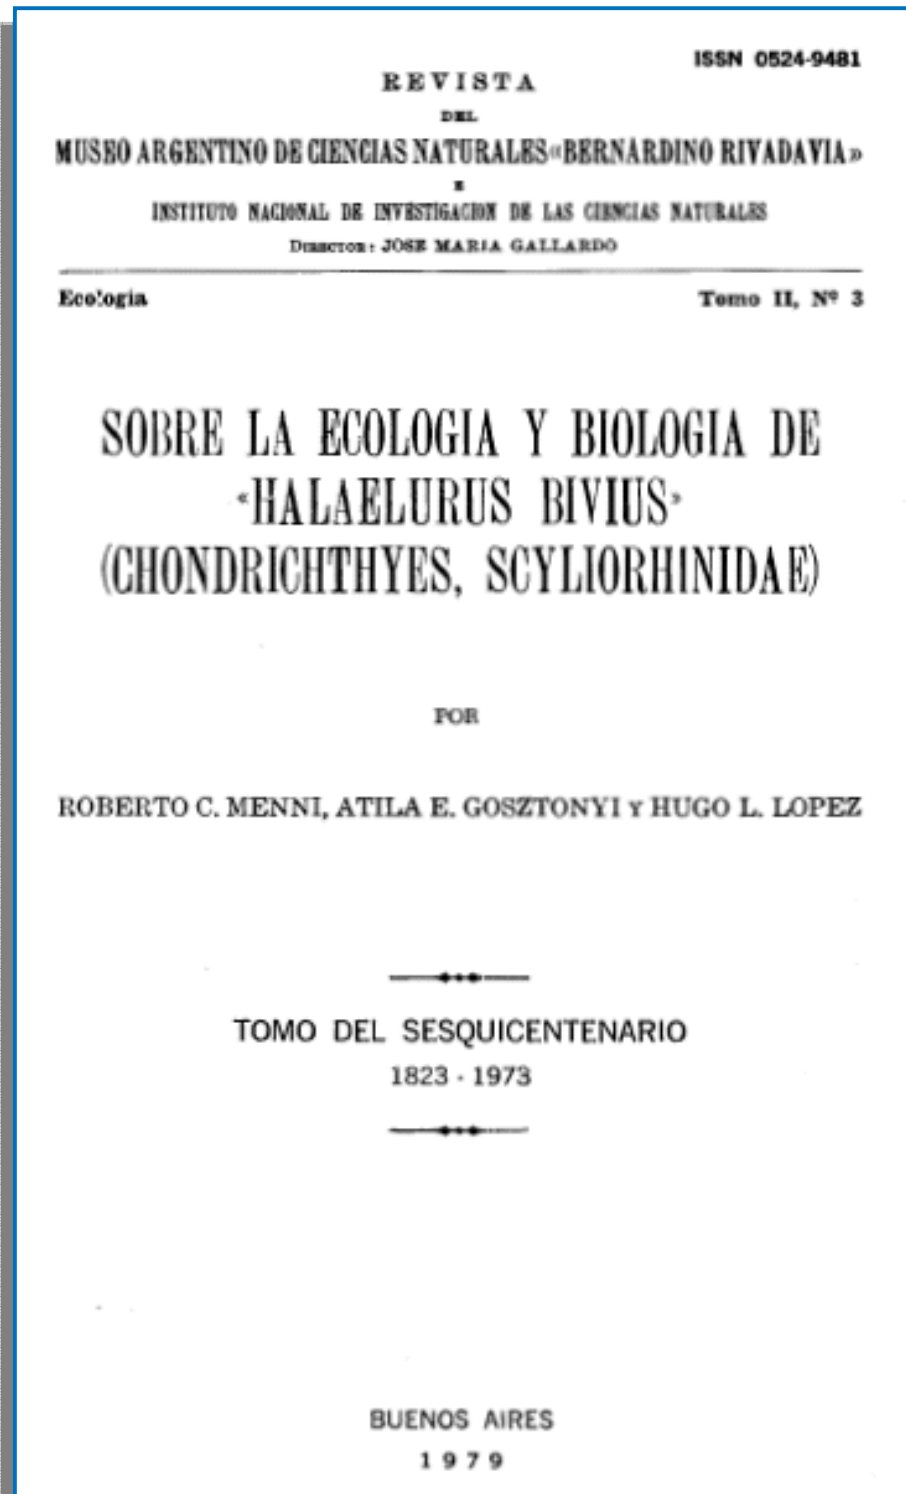 ISSN 0524-9481
REVISTA
DEL
MUSEO ARGENTINO DE CIENCIAS NATURALES «BERNARDINO RIVADAVIA»
E
INSTITUTO NACIONAL DE INVESTIGACION DE LAS CIENCIAS NATURALES
DIRECTOR: JOSE MARIA GALLARDO
Ecología Tomo II, Nº 3
SOBRE LA ECOLOGIA Y BIOLOGIA DE
«HALAELURUS BIVIUS»
(CHONDRICHTHYES, SCYLIORHINIDAE)
POR
ROBERTO C. MENNI, ATILA E. GOSZTONYI Y HUGO L. LOPEZ
TOMO DEL SESQUICENTENARIO
1823 - 1973
BUENOS AIRES
1979